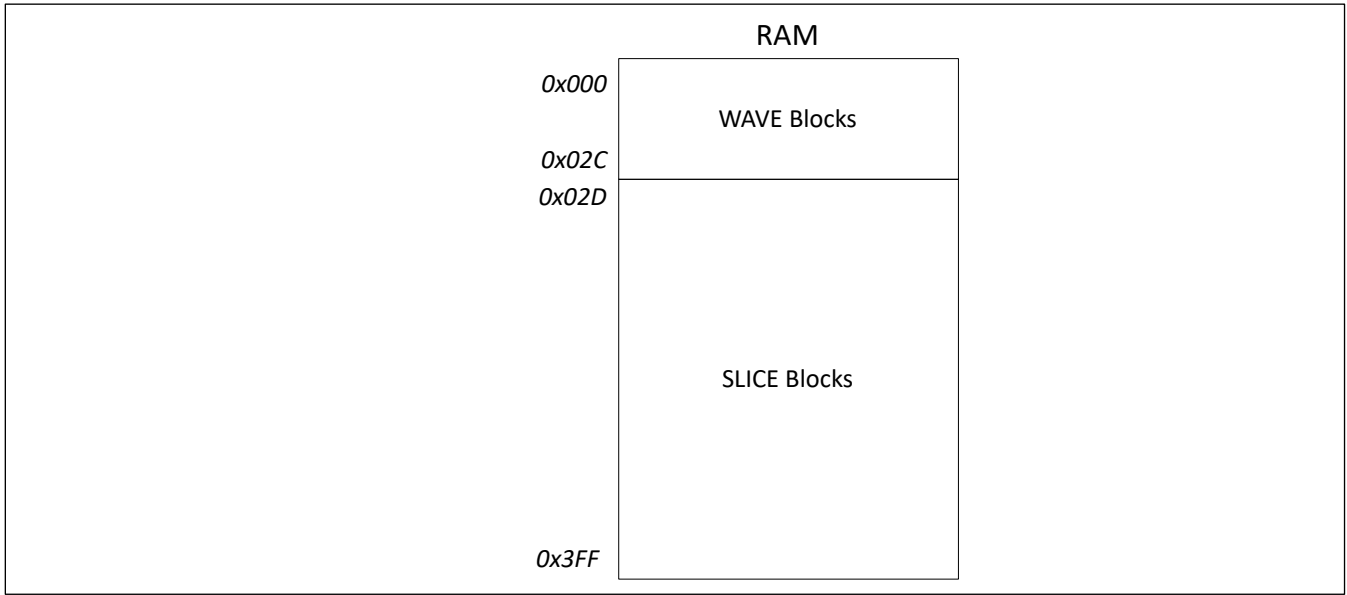 RAM
0x000
WAVE Blocks
0x02C
0x02D
SLICE Blocks
0x3FF